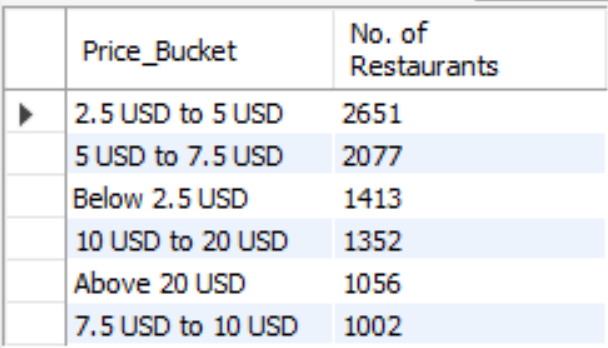 Price_Bucket No. of Restaurants
2.5 USD to 5 USD 2651
5 USD to 7.5 USD 2077
Below 2.5 USD 1413
10 USD to 20 USD 1352
Above 20 USD 1056
7.5 USD to 10 USD 1002